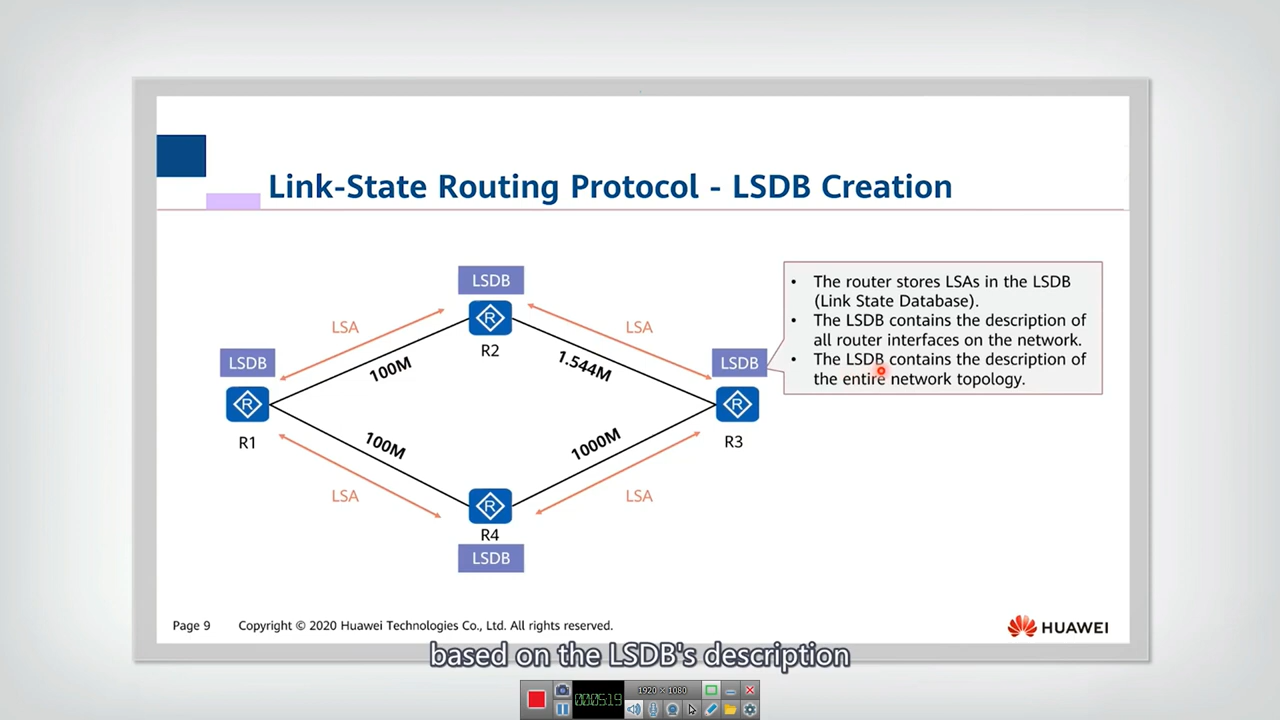 Link-State Routing Protocol - LSDB Creation
LSDB
R2
LSA
LSA
LSDB
R1
100M
1.544M
LSDB
R3
• The router stores LSAs in the LSDB
(Link State Database).
• The LSDB contains the description of
all router interfaces on the network.
• The LSDB contains the description of
the entire network topology.
100M
1000M
LSA
LSA
R4
LSDB
Page 9
Copyright © 2020 Huawei Technologies Co., Ltd. All rights reserved.
HUAWEI
based on the LSDB's description
000519
1920 × 1080